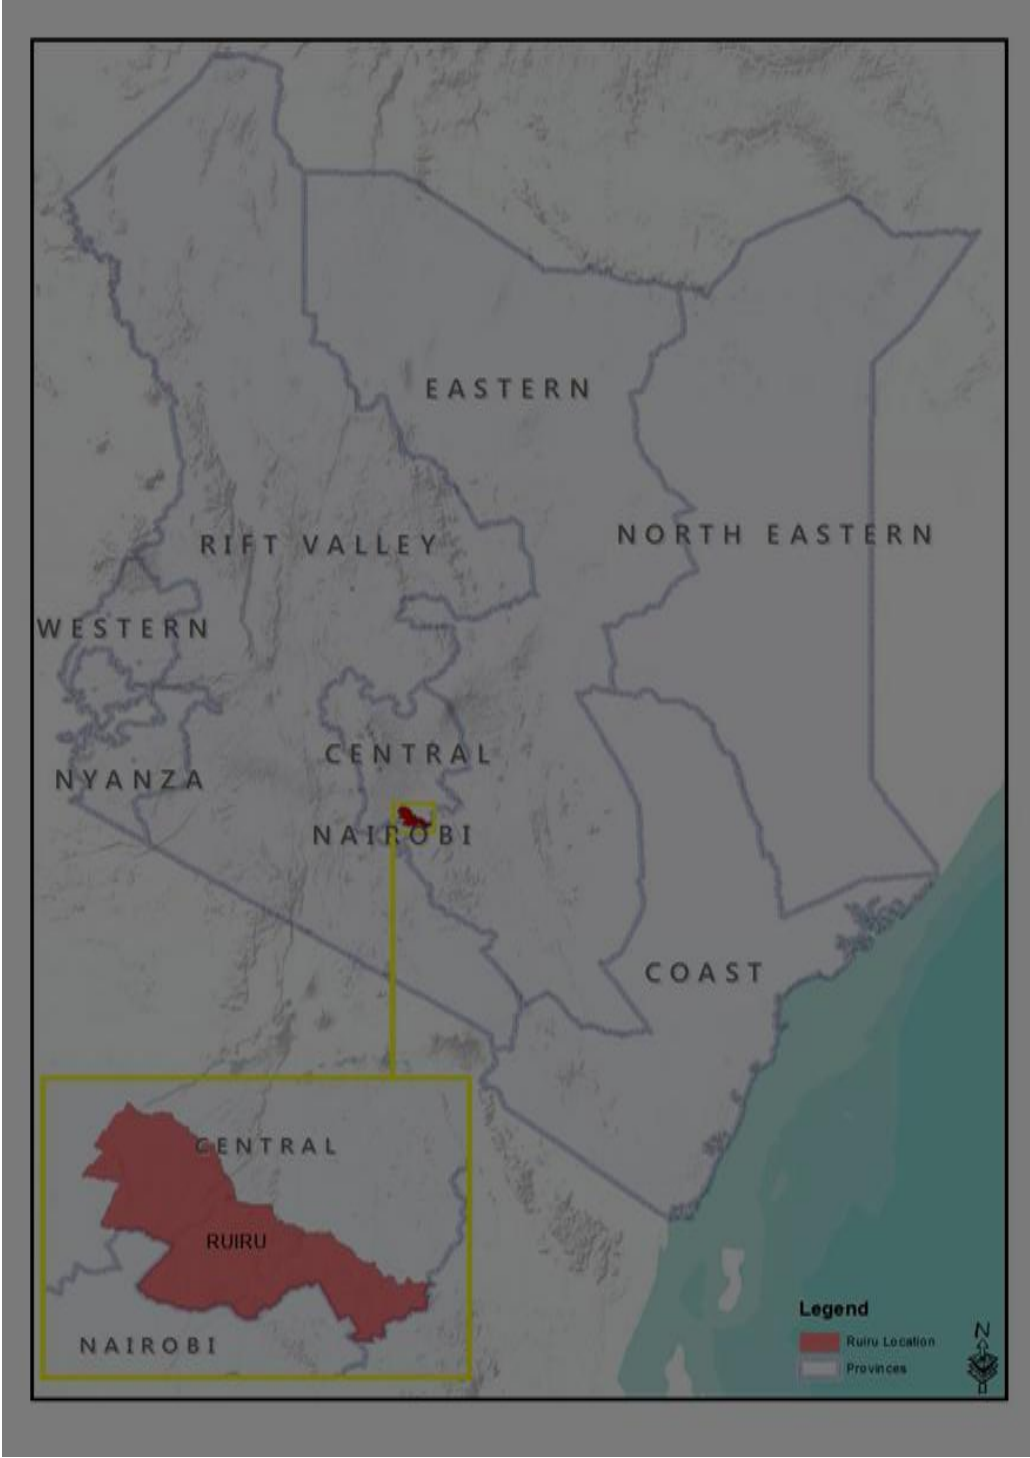 EASTERN
NORTH EASTERN
RIFT VALLEY
WESTERN
CENTRAL
NYANZA
NAIROBI
COAST
CENTRAL
RUIRU
NAIROBI
Legend
Ruiru Location
Provinces
N